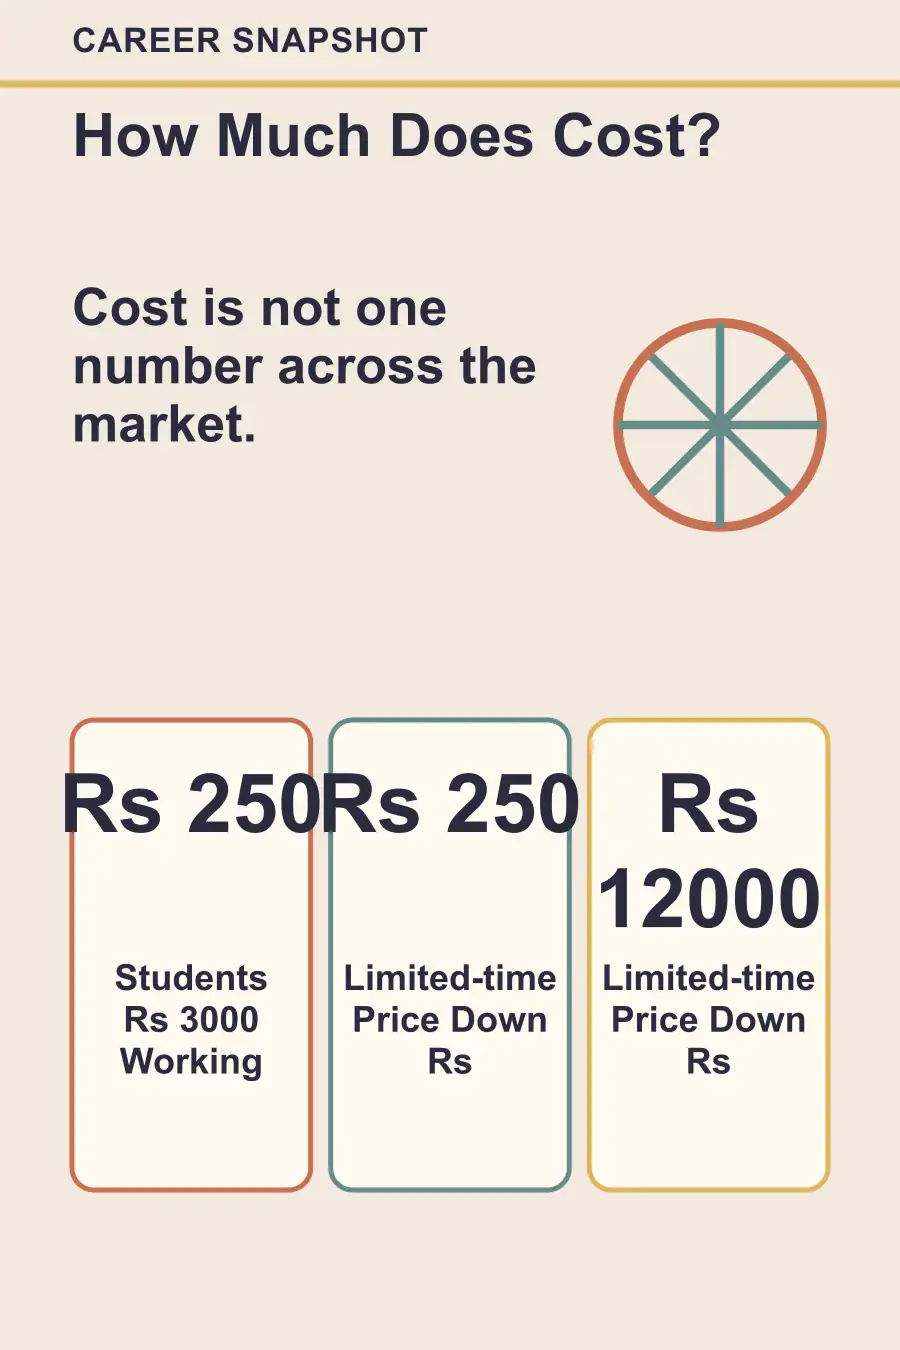 CAREER SNAPSHOT
How Much Does Cost?
Cost is not one
number across the
market.
Rs 250
Students
Rs 3000
Working
Rs 250
Limited-time
Price Down
Rs
Rs
12000
Limited-time
Price Down
Rs